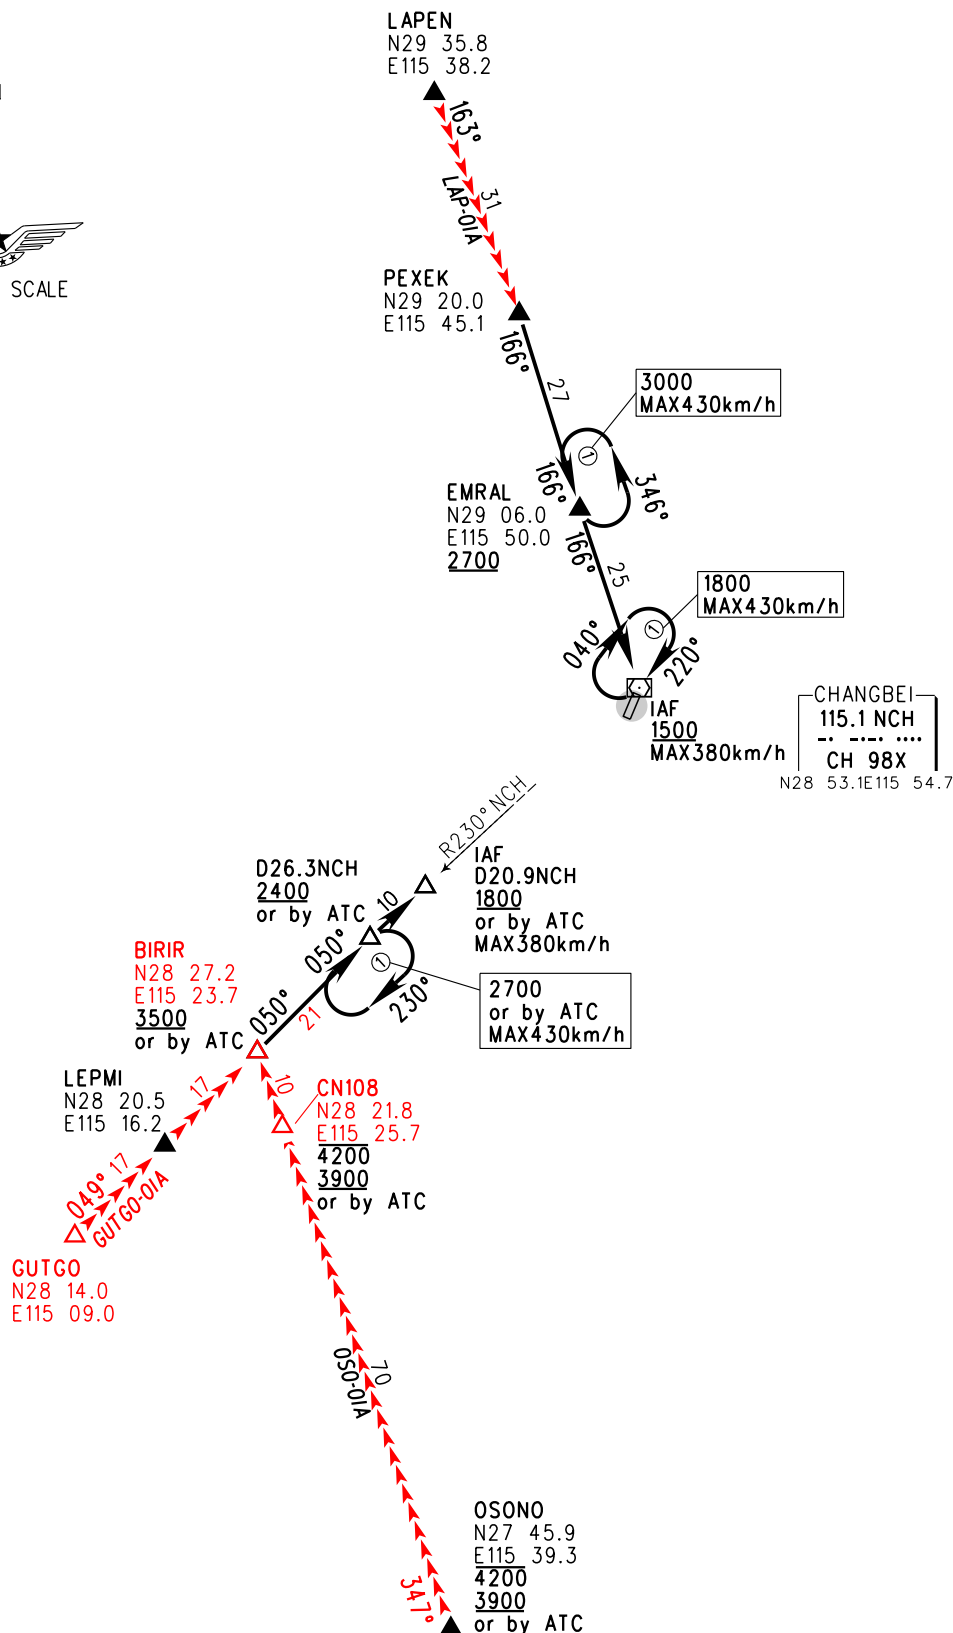 LAPEN
N29 35.8
E115 38.2
163°
31
LAP-01A
SCALE
PEXEK
N29 20.0
E115 45.1
166°
27
3000
MAX430km/h
1
166°
346°
EMRAL
N29 06.0
E115 50.0
2700
166°
25
1800
MAX430km/h
1
040°
220°
IAF
1500
MAX380km/h
CHANGBEI
115.1 NCH
CH 98X
N28 53.1E115 54.7
R230° NCH
IAF
D20.9NCH
1800
or by ATC
MAX380km/h
D26.3NCH
2400
or by ATC
10
050°
1
230°
2700
or by ATC
MAX430km/h
BIRIR
N28 27.2
E115 23.7
3500
or by ATC
050°
21
LEPMI
N28 20.5
E115 16.2
17
10
CN108
N28 21.8
E115 25.7
4200
3900
or by ATC
049°
17
GUTGO-01A
GUTGO
N28 14.0
E115 09.0
70
OSO-01A
347°
OSONO
N27 45.9
E115 39.3
4200
3900
or by ATC